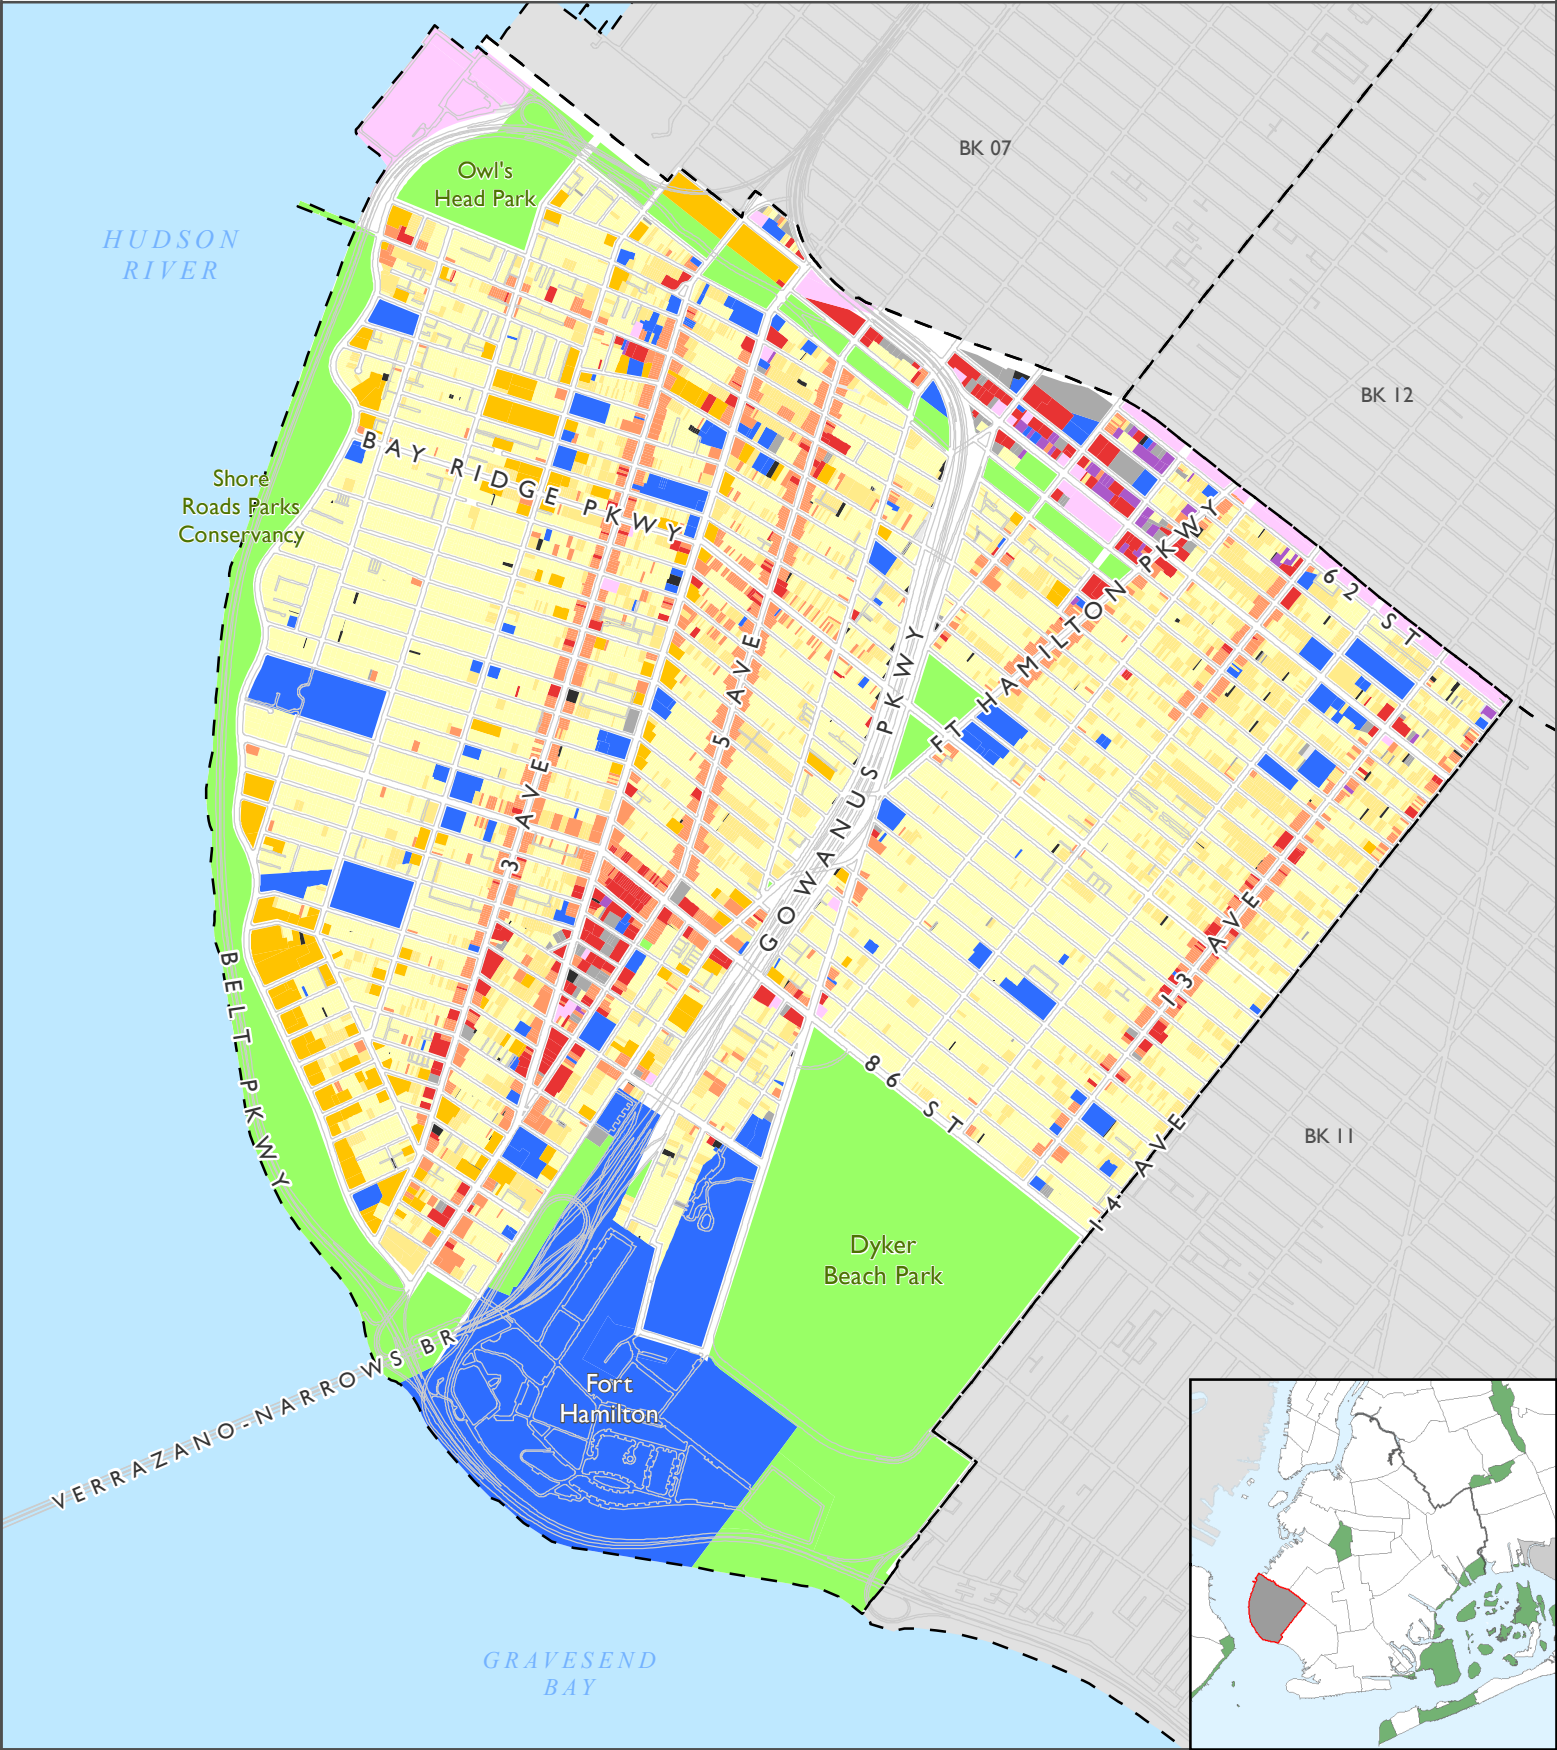 BK 07
Owl's
Head Park
HUDSON
RIVER
BK 12
BAY RIDGE PKWY
Shore
Roads Parks
Conservancy
FT HAMILTON PKWY
62 ST
5 AVE
3 AVE
GOWANUS PKWY
13 AVE
BELT PKWY
86 ST
14 AVE
BK 11
Dyker
Beach Park
VERRAZANO-NARROWS BR
Fort
Hamilton
GRAVESEND
BAY